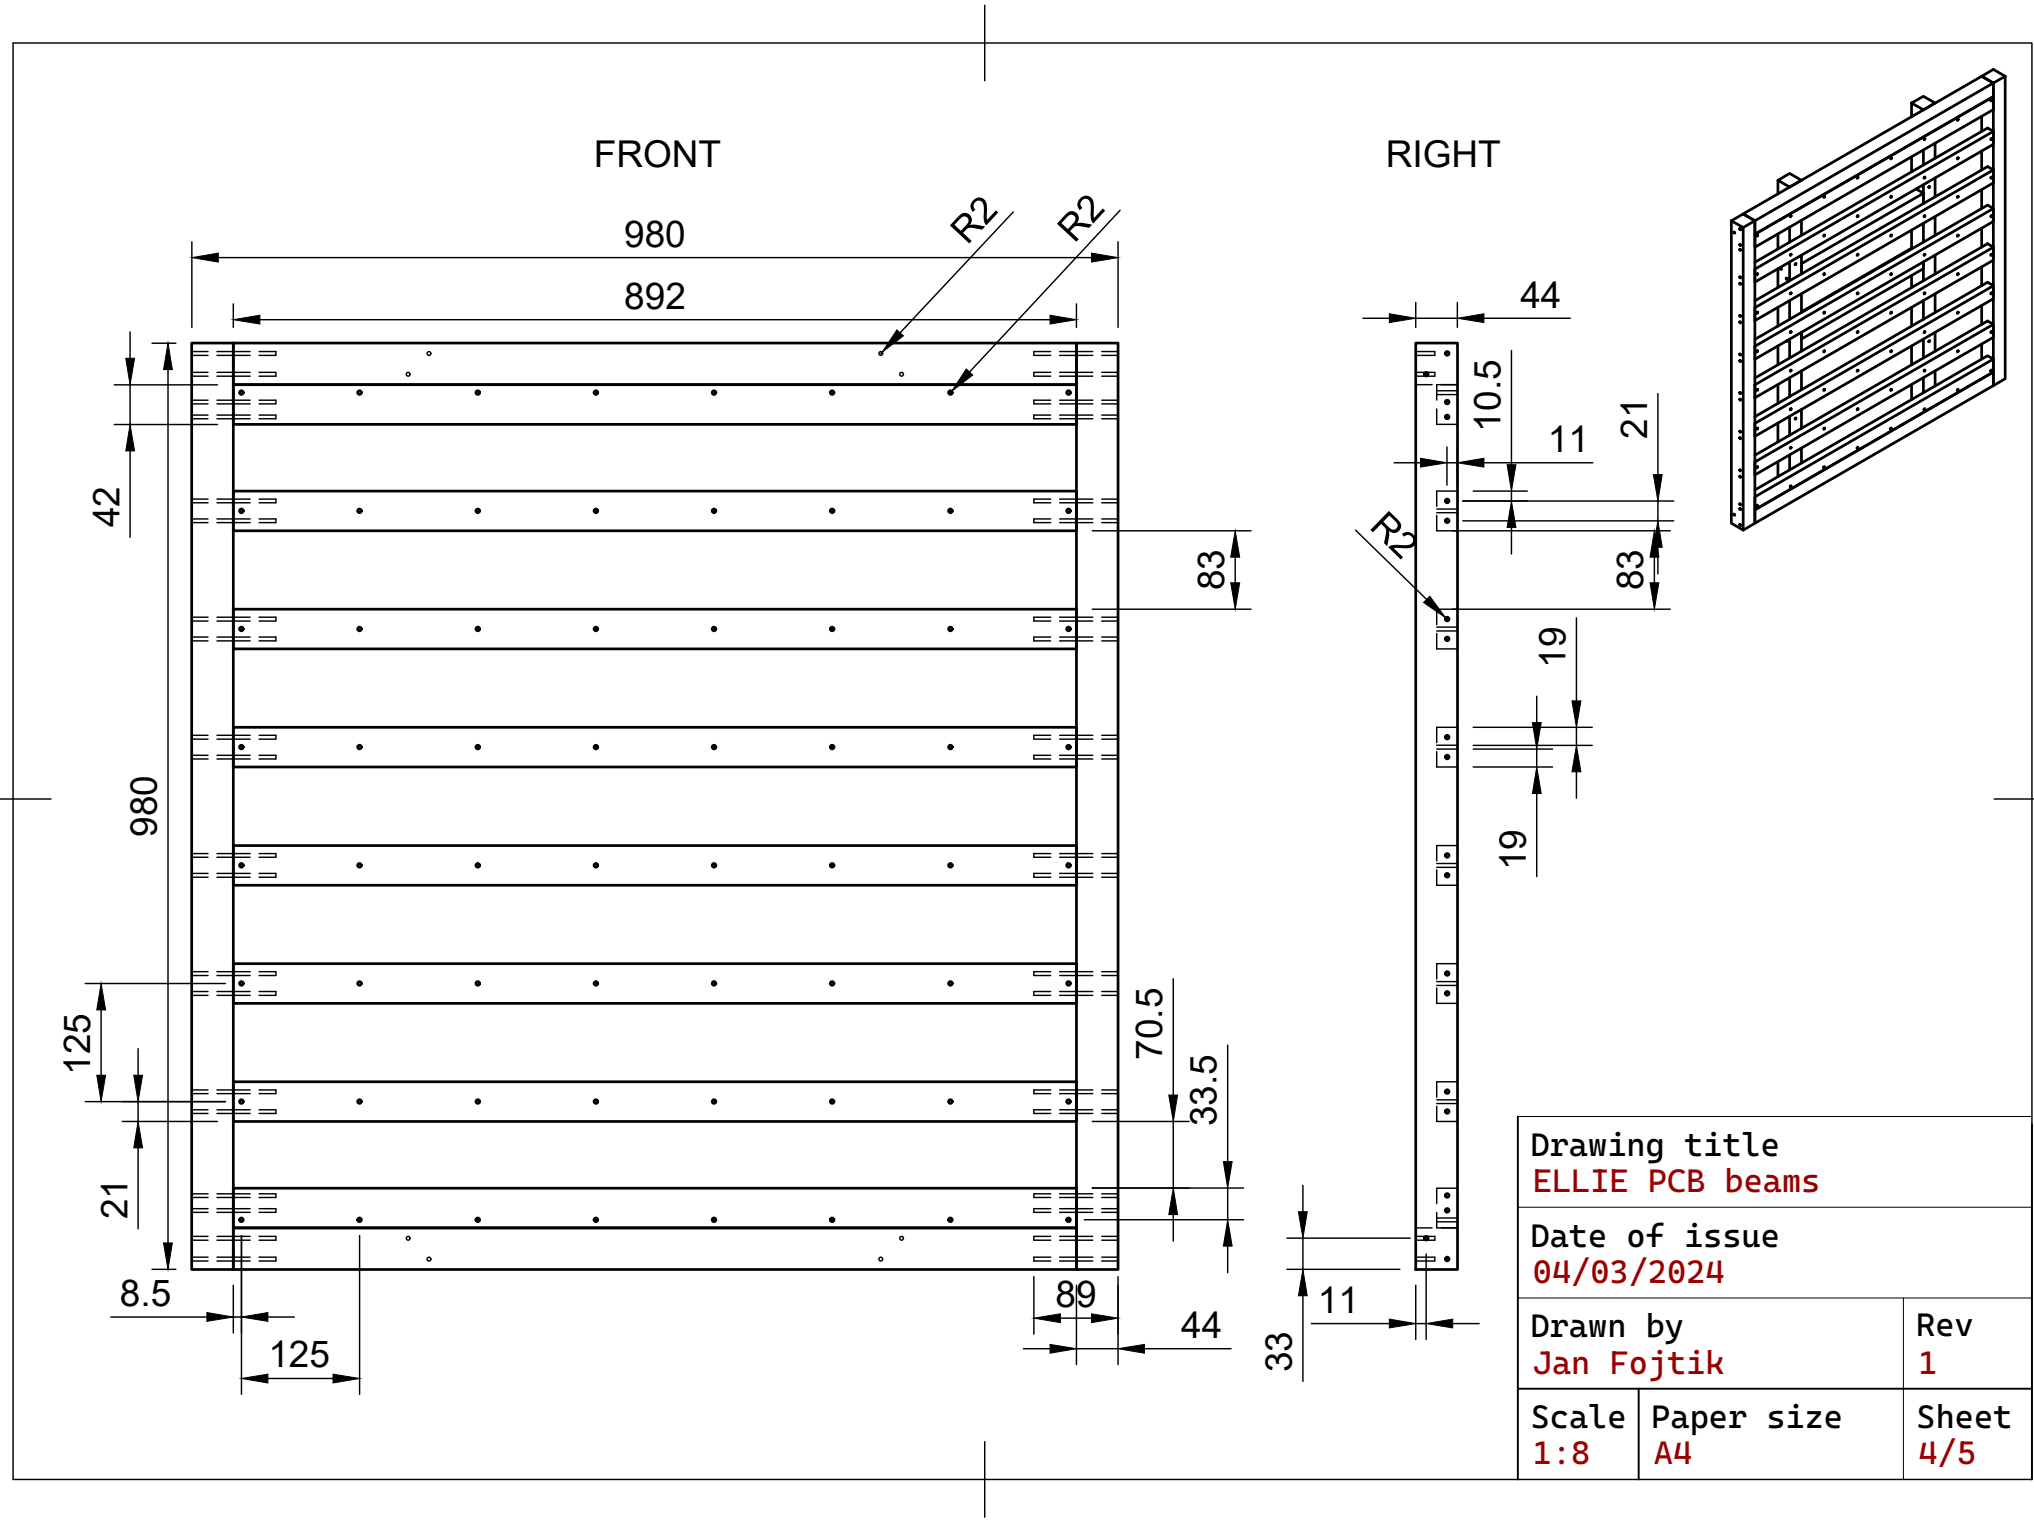 FRONT
RIGHT
980
892
R2
R2
44
42
10.5
11
21
83
R2
83
19
19
980
125
21
70.5
33.5
8.5
125
89
44
11
33
Drawing title
ELLIE PCB beams
Date of issue
04/03/2024
Drawn by
Jan Fojtik
Rev
1
Scale
1:8
Paper size
A4
Sheet
4/5